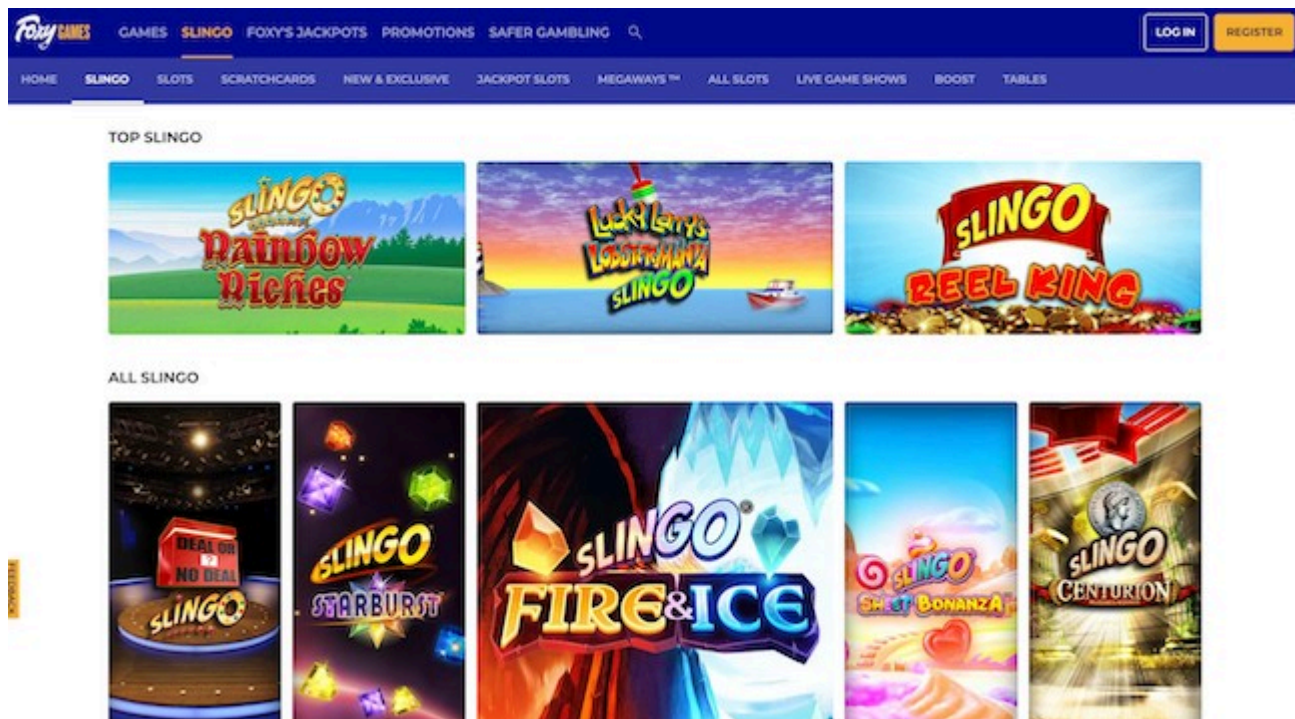 Foxy GAMES GAMES SLINGO FOXY'S JACKPOTS PROMOTIONS SAFER GAMBLING LOG IN REGISTER
HOME SLINGO SLOTS SCRATCHCARDS NEW & EXCLUSIVE JACKPOT SLOTS MEGAWAYS™ ALL SLOTS LIVE GAME SHOWS BOOST TABLES
TOP SLINGO
SLINGO
Rainbow
Riches
Lucky Larry's
LOBSTERMANIA
SLINGO
SLINGO
REEL KING
ALL SLINGO
DEAL OR
?
NO DEAL
SLINGO
SLINGO
STARBURST
SLINGO®
FIRE & ICE
SLINGO
SWEET BONANZA
SLINGO
CENTURION